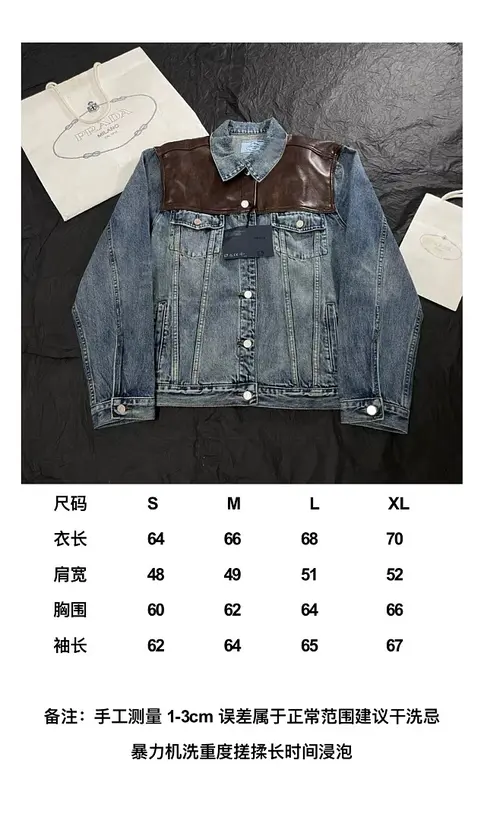 PRADA
MILANO
尺码 S M L XL
衣长 64 66 68 70
肩宽 48 49 51 52
胸围 60 62 64 66
袖长 62 64 65 67
备注：手工测量 1-3cm 误差属于正常范围建议干洗忌
暴力机洗重度搓揉长时间浸泡